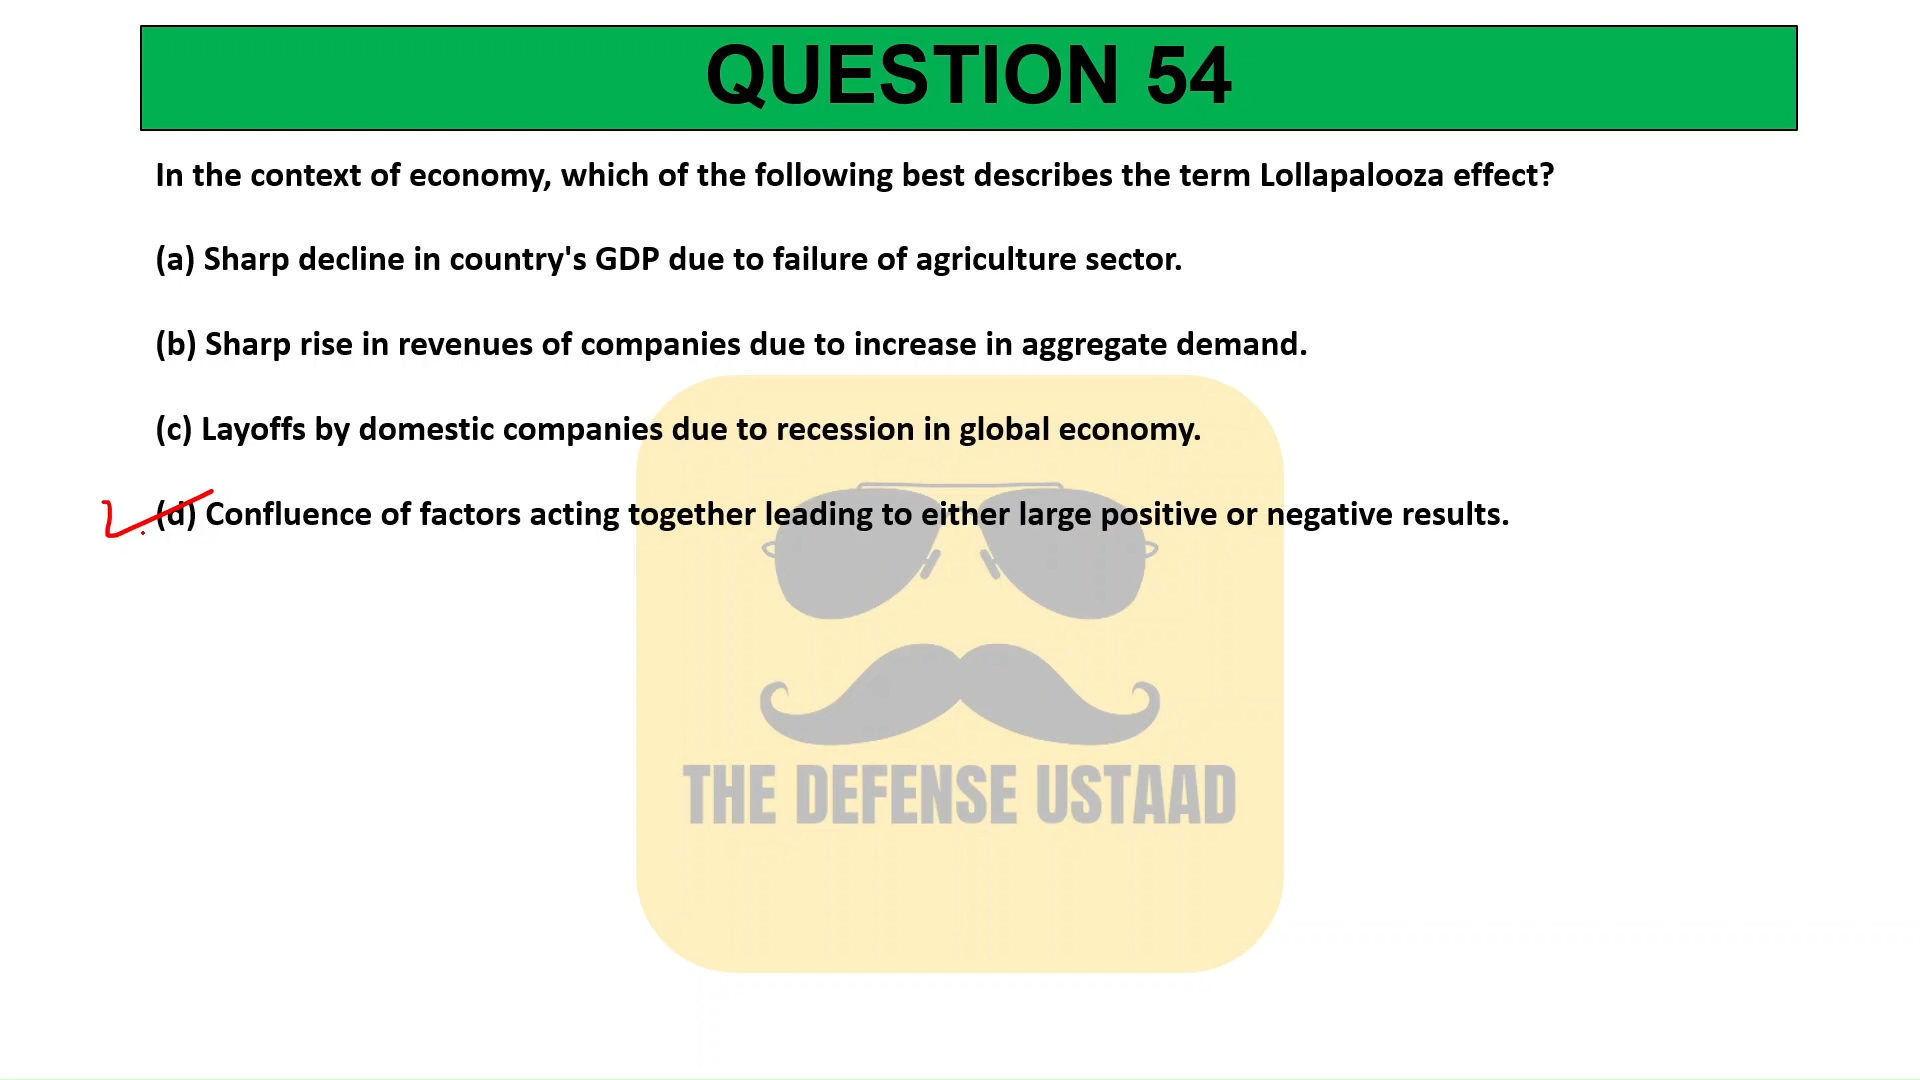 QUESTION 54
In the context of economy, which of the following best describes the term Lollapalooza effect?
(a) Sharp decline in country's GDP due to failure of agriculture sector.
(b) Sharp rise in revenues of companies due to increase in aggregate demand.
(c) Layoffs by domestic companies due to recession in global economy.
(d) Confluence of factors acting together leading to either large positive or negative results.
THE DEFENSE USTAAD